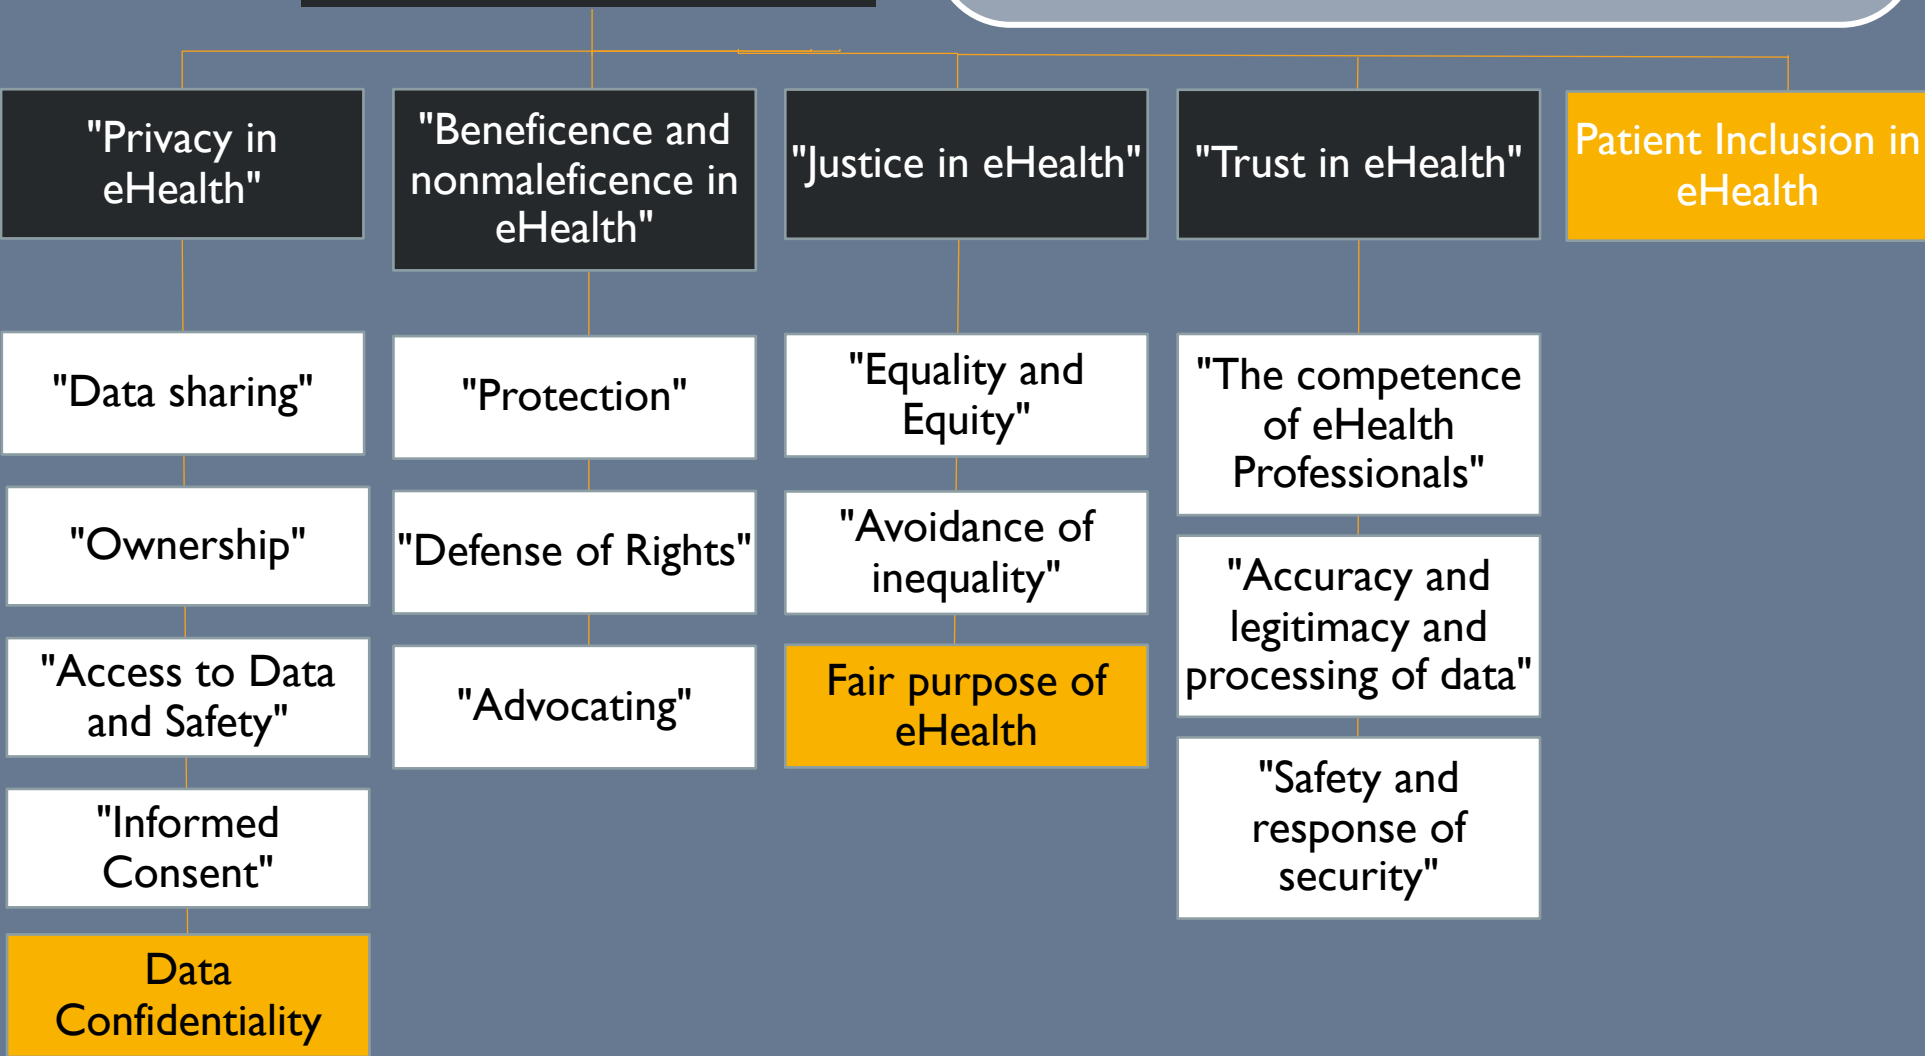 "Privacy in
eHealth"
"Beneficence and
nonmaleficence in
eHealth"
"Justice in eHealth"
"Trust in eHealth"
Patient Inclusion in
eHealth
"Data sharing"
"Ownership"
"Access to Data
and Safety"
"Informed
Consent"
Data
Confidentiality
"Protection"
"Defense of Rights"
"Advocating"
"Equality and
Equity"
"Avoidance of
inequality"
Fair purpose of
eHealth
"The competence
of eHealth
Professionals"
"Accuracy and
legitimacy and
processing of data"
"Safety and
response of
security"